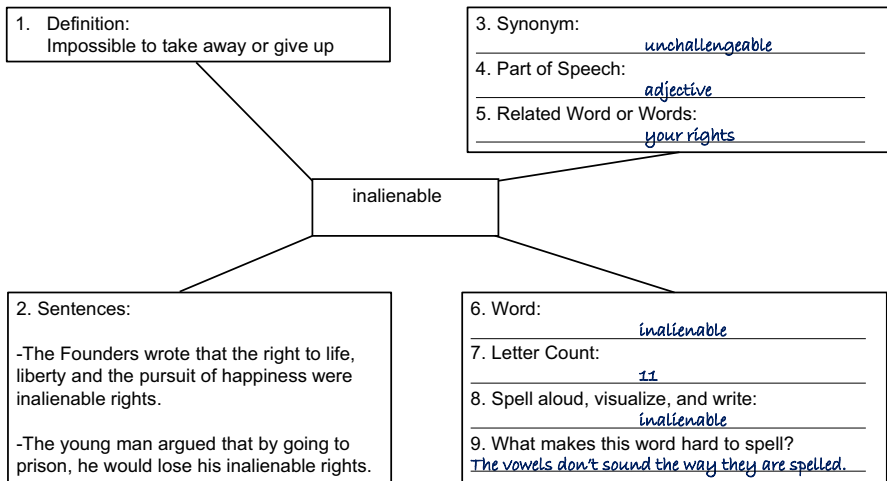 1. Definition:
Impossible to take away or give up
3. Synonym:
unchallengeable
4. Part of Speech:
adjective
5. Related Word or Words:
your rights
inalienable
2. Sentences:
-The Founders wrote that the right to life,
liberty and the pursuit of happiness were
inalienable rights.
-The young man argued that by going to
prison, he would lose his inalienable rights.
6. Word:
inalienable
7. Letter Count:
11
8. Spell aloud, visualize, and write:
inalienable
9. What makes this word hard to spell?
The vowels don't sound the way they are spelled.